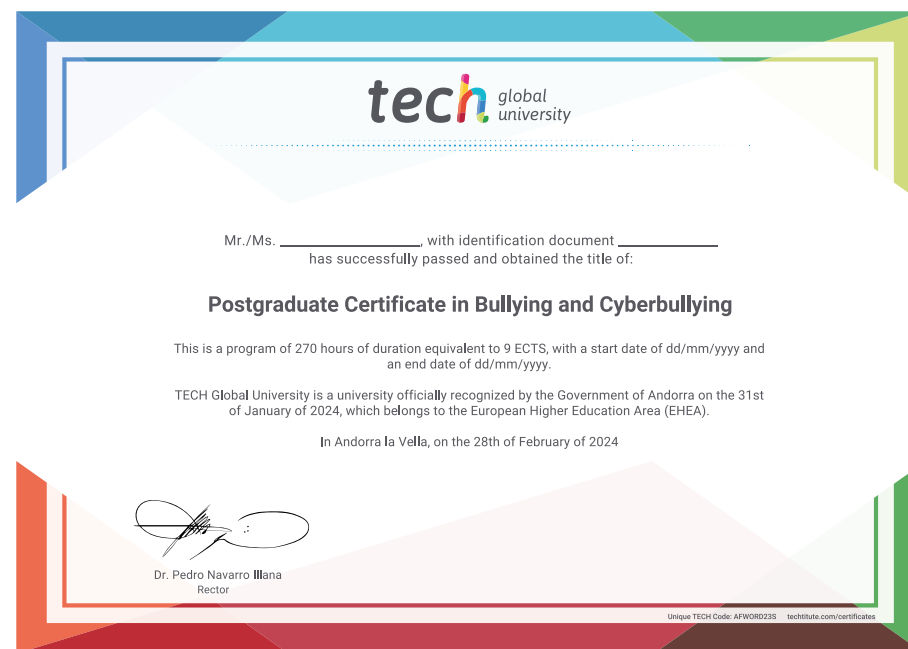 tech global university
Mr./Ms. ____________, with identification document ____________
has successfully passed and obtained the title of:
Postgraduate Certificate in Bullying and Cyberbullying
This is a program of 270 hours of duration equivalent to 9 ECTS, with a start date of dd/mm/yyyy and
an end date of dd/mm/yyyy.
TECH Global University is a university officially recognized by the Government of Andorra on the 31st
of January of 2024, which belongs to the European Higher Education Area (EHEA).
In Andorra la Vella, on the 28th of February of 2024
Dr. Pedro Navarro Illana
Rector
Unique TECH Code: AFWORD23S techtitute.com/certificates